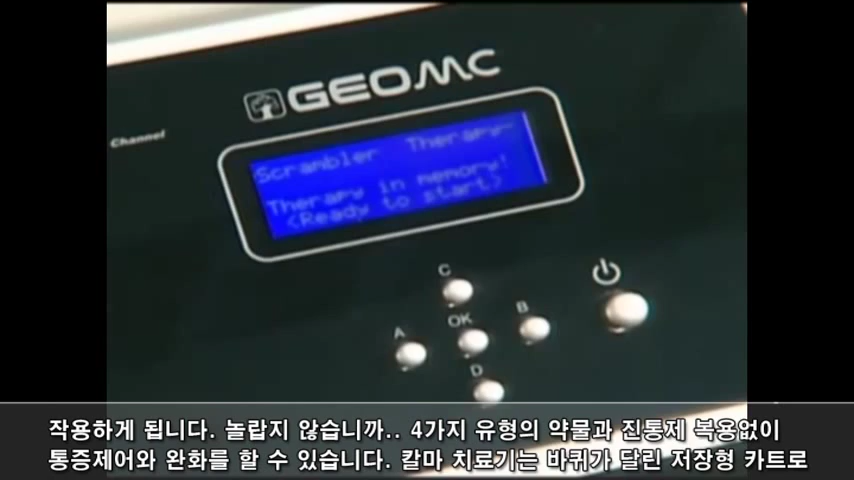 GEOMC
Channel
Scrambler Therapy
Therapy in memory!
<Ready to start>
C
A OK B
D
작용하게 됩니다. 놀랍지 않습니까.. 4가지 유형의 약물과 진통제 복용없이
통증제어와 완화를 할 수 있습니다. 칼마 치료기는 바퀴가 달린 저장형 카트로